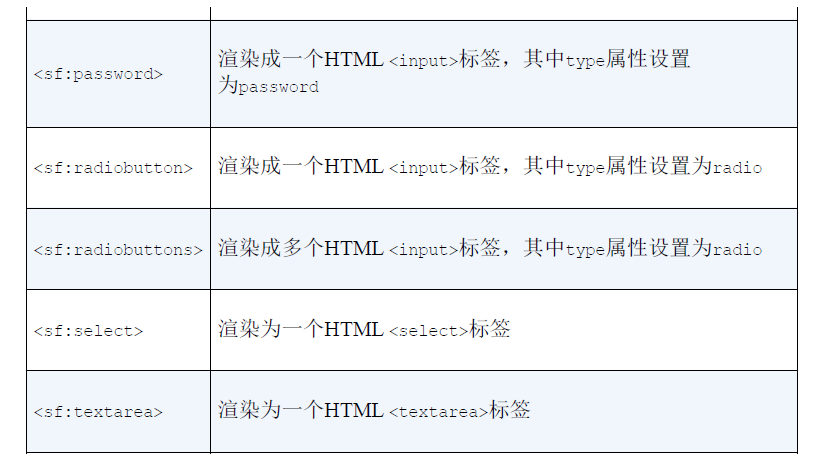 <sf:password>
渲染成一个HTML <input>标签，其中type属性设置
为password
<sf:radiobutton>
渲染成一个HTML <input>标签，其中type属性设置为radio
<sf:radiobuttons>
渲染成多个HTML <input>标签，其中type属性设置为radio
<sf:select>
渲染为一个HTML <select>标签
<sf:textarea>
渲染为一个HTML <textarea>标签